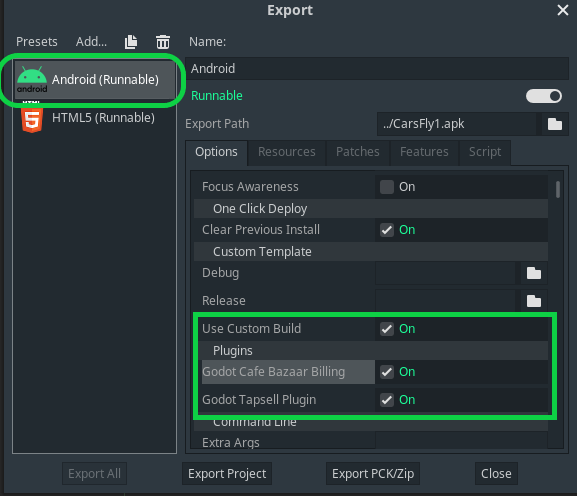 Export
Presets Add... Name:
android Android (Runnable)
Android
Runnable
5 HTML5 (Runnable)
Export Path ../CarsFly1.apk
Options Resources Patches Features Script
Focus Awareness On
One Click Deploy
Clear Previous Install On
Custom Template
Debug
Release
Use Custom Build On
Plugins
Godot Cafe Bazaar Billing On
Godot Tapsell Plugin On
Command Line
Extra Args
Export All Export Project Export PCK/Zip Close